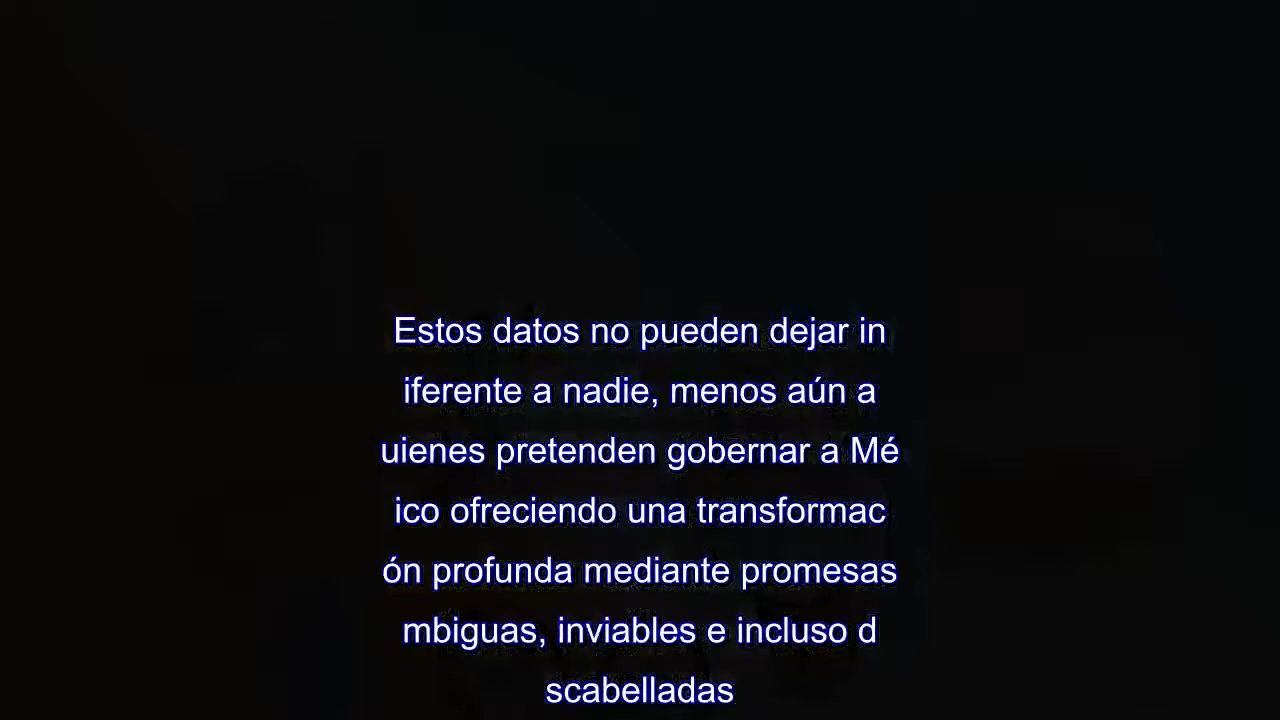 Estos datos no pueden dejar in
iferente a nadie, menos aún a
uienes pretenden gobernar a Mé
ico ofreciendo una transformac
ón profunda mediante promesas
mbiguas, inviables e incluso d
scabelladas